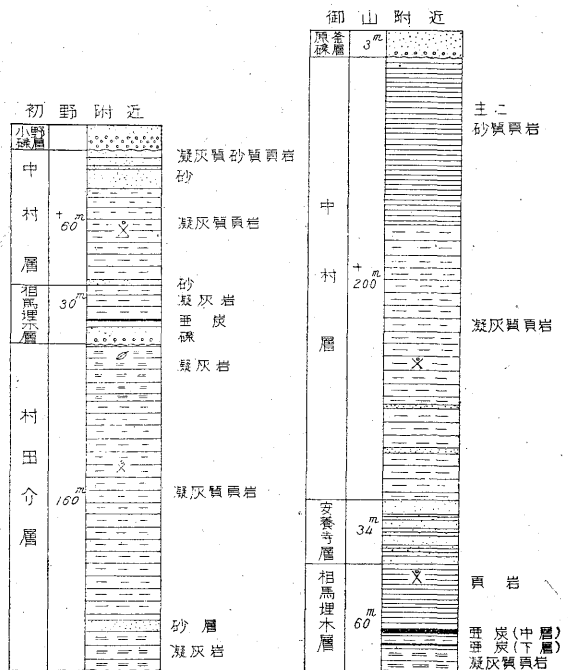 初野附近
小野礫層
中村層
+60m
凝灰質砂質頁岩
砂
凝灰質頁岩
相馬埋木層
30m
砂
凝灰岩
亜炭
礫
村田介層
160m
凝灰岩
凝灰質頁岩
砂層
凝灰岩
御山附近
原釜礫層
3m
中村層
+200m
主ニ
砂質頁岩
凝灰質頁岩
安養寺層
34m
相馬埋木層
60m
頁岩
亜炭(中層)
亜炭(下層)
凝灰質頁岩